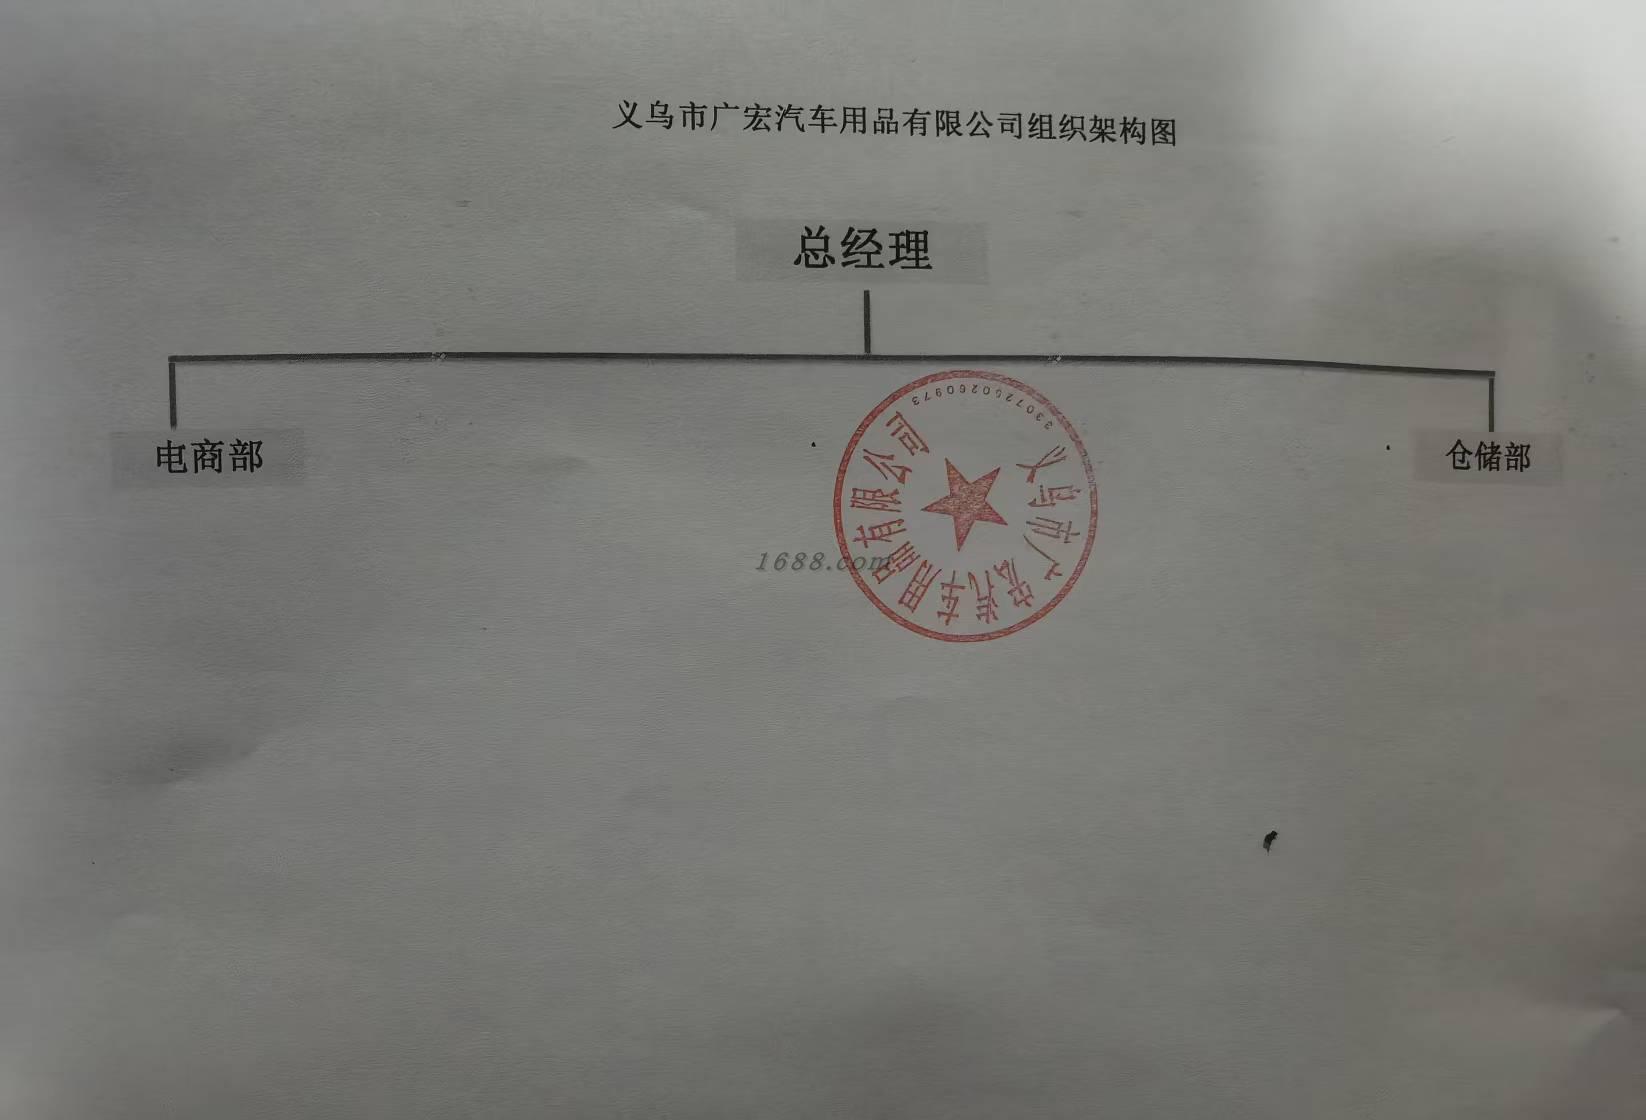 义乌市广宏汽车用品有限公司组织架构图
总经理
电商部
仓储部
义乌市广宏汽车用品有限公司
3307250260973
1688.com